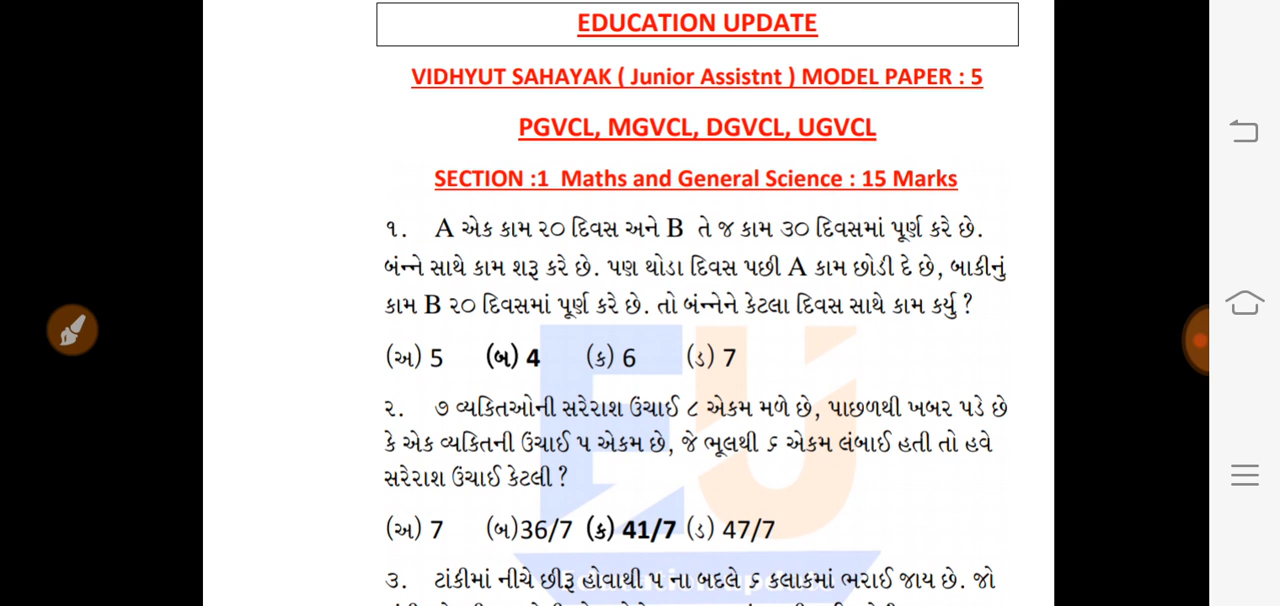 EDUCATION UPDATE
VIDHYUT SAHAYAK ( Junior Assistnt ) MODEL PAPER : 5
PGVCL, MGVCL, DGVCL, UGVCL
SECTION :1 Maths and General Science : 15 Marks
૧. A એક કામ ૨૦ દિવસ અને B તે જ કામ ૩૦ દિવસમાં પૂર્ણ કરે છે.
બંન્ને સાથે કામ શરૂ કરે છે. પણ થોડા દિવસ પછી A કામ છોડી દે છે, બાકીનું
કામ B ૨૦ દિવસમાં પૂર્ણ કરે છે. તો બંન્નેને કેટલા દિવસ સાથે કામ કર્યુ ?
(અ) 5 (બ) 4 (ક) 6 (ડ) 7
૨. ૭ વ્યકિતઓની સરેરાશ ઉંચાઈ ૮ એકમ મળે છે, પાછળથી ખબર પડે છે
કે એક વ્યકિતની ઉંચાઈ ૫ એકમ છે, જે ભૂલથી ૬ એકમ લંબાઈ હતી તો હવે
સરેરાશ ઉંચાઈ કેટલી ?
(અ) 7 (બ)36/7 (ક) 41/7 (ડ) 47/7
૩. ટાંકીમાં નીચે છીદ્ર હોવાથી ૫ ના બદલે ૬ કલાકમાં ભરાઈ જાય છે. જો